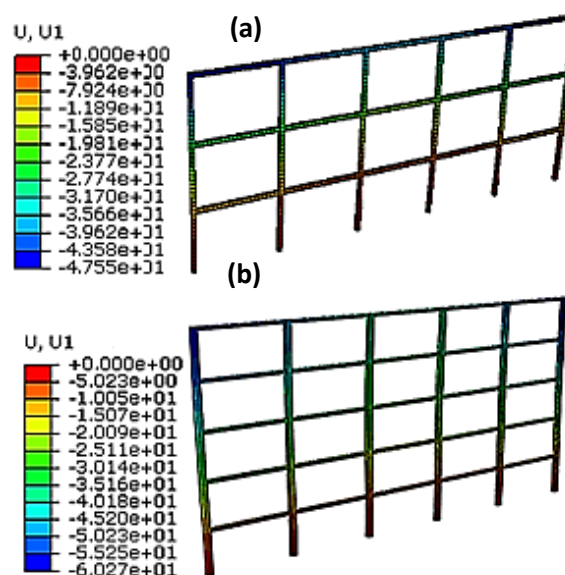 U, U1
(a)
+0.000e+00
-3.962e+00
-7.924e+00
-1.189e+01
-1.585e+01
-1.981e+01
-2.377e+01
-2.774e+01
-3.170e+01
-3.566e+01
-3.962e+01
-4.358e+01
-4.755e+01
(b)
U, U1
+0.000e+00
-5.023e+00
-1.005e+01
-1.507e+01
-2.009e+01
-2.511e+01
-3.014e+01
-3.516e+01
-4.018e+01
-4.520e+01
-5.023e+01
-5.525e+01
-6.027e+01